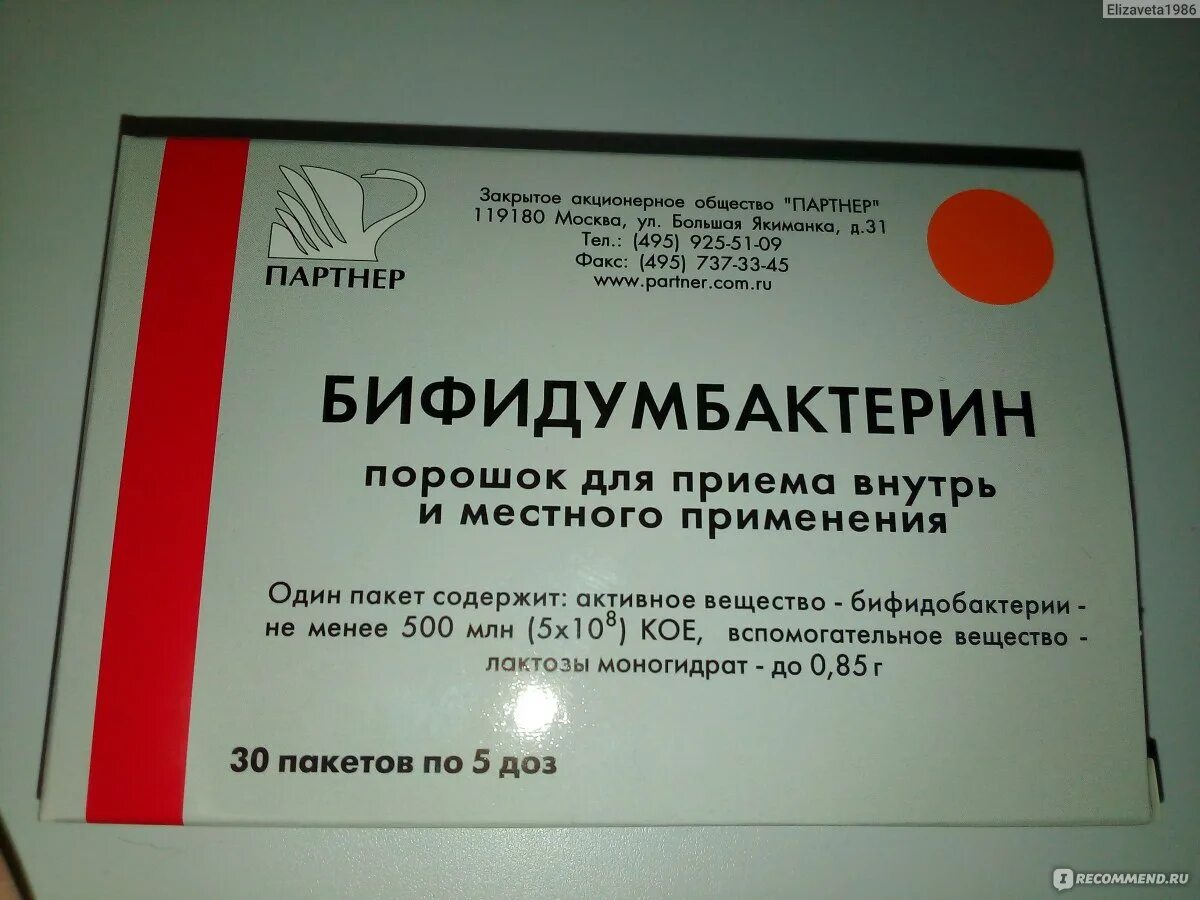 Elizaveta1986
ПАРТНЕР
Закрытое акционерное общество "ПАРТНЕР"
119180 Москва, ул. Большая Якиманка, д.31
Тел.: (495) 925-51-09
Факс: (495) 737-33-45
www.partner.com.ru
БИФИДУМБАКТЕРИН
порошок для приема внутрь
и местного применения
Один пакет содержит: активное вещество - бифидобактерии -
не менее 500 млн (5х10⁸) КОЕ, вспомогательное вещество -
лактозы моногидрат - до 0,85 г
30 пакетов по 5 доз
I RECOMMEND.RU